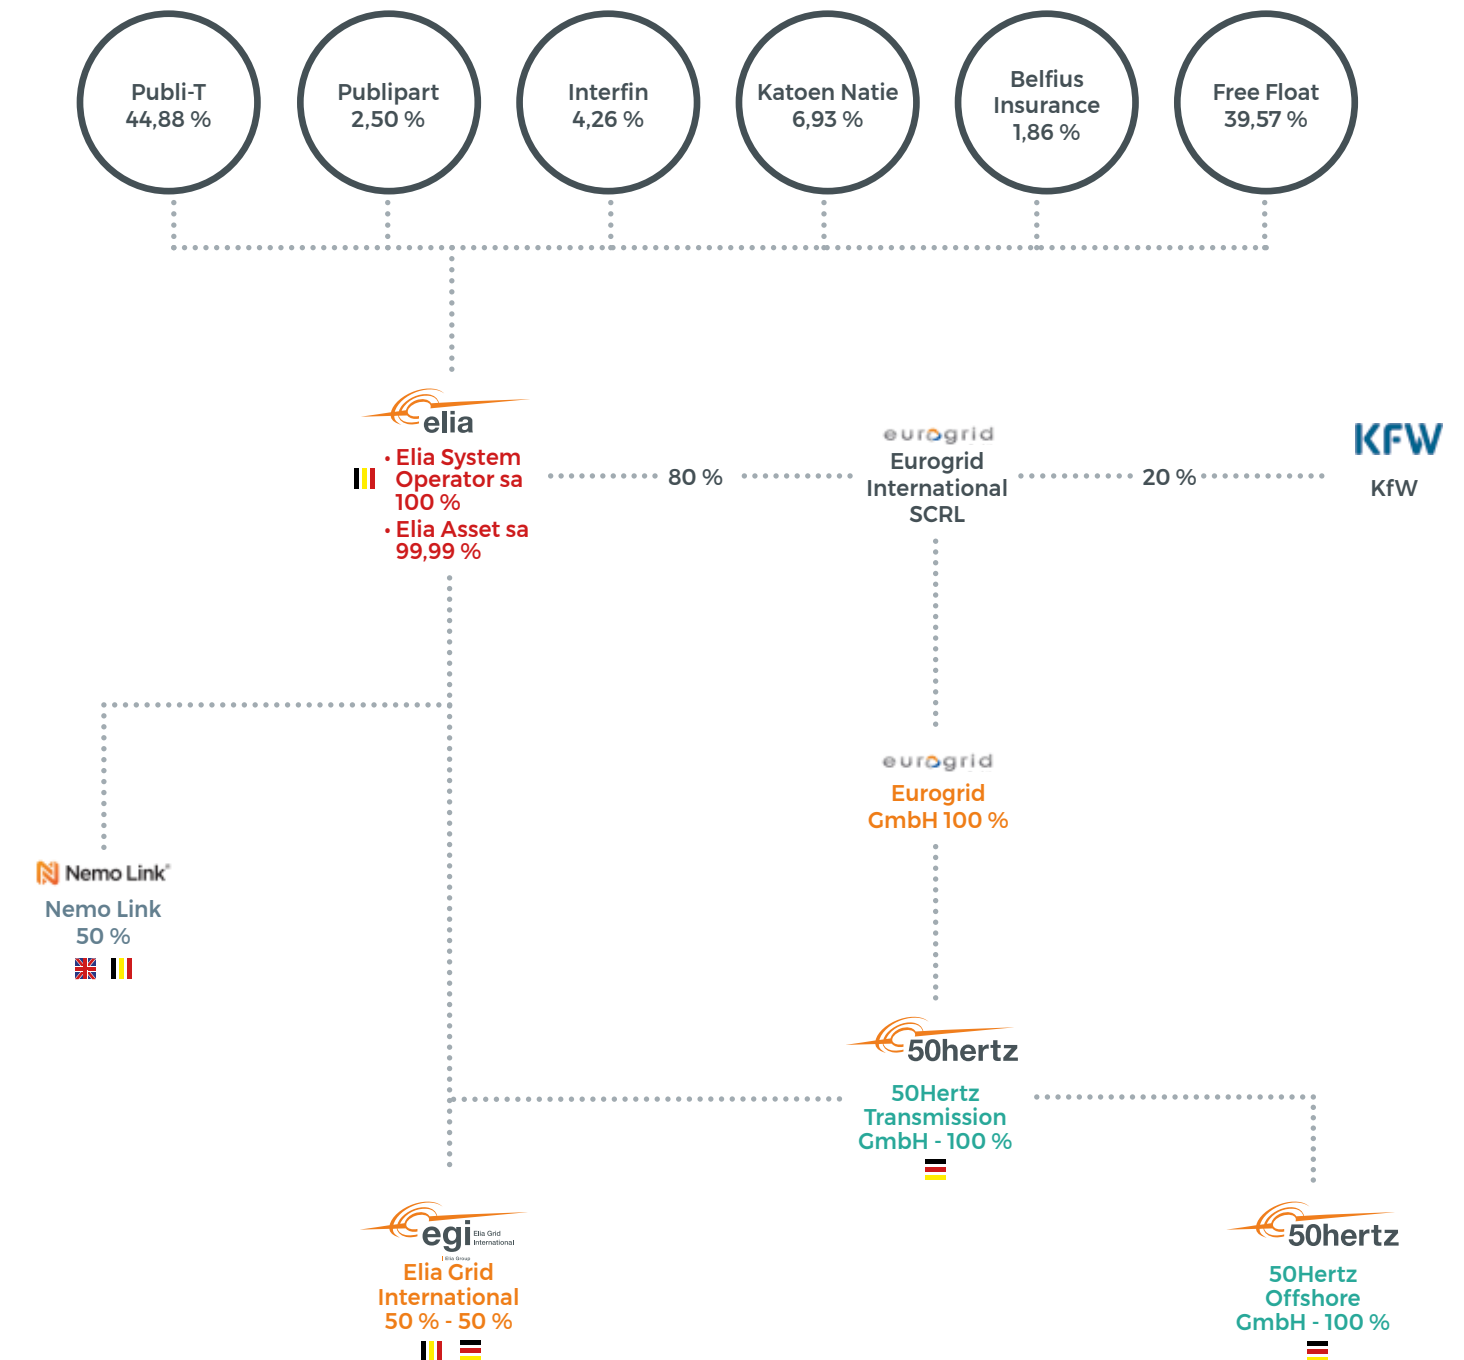 Publi-T
44,88 %
Publipart
2,50 %
Interfin
4,26 %
Katoen Natie
6,93 %
Belfius
Insurance
1,86 %
Free Float
39,57 %
elia
• Elia System
Operator sa
100 %
• Elia Asset sa
99,99 %
80 %
eurogrid
Eurogrid
International
SCRL
20 %
KFW
KfW
eurogrid
Eurogrid
GmbH 100 %
Nemo Link®
Nemo Link
50 %
50hertz
50Hertz
Transmission
GmbH - 100 %
egi
Elia Grid
International
Elia Group
Elia Grid
International
50 % - 50 %
50hertz
50Hertz
Offshore
GmbH - 100 %